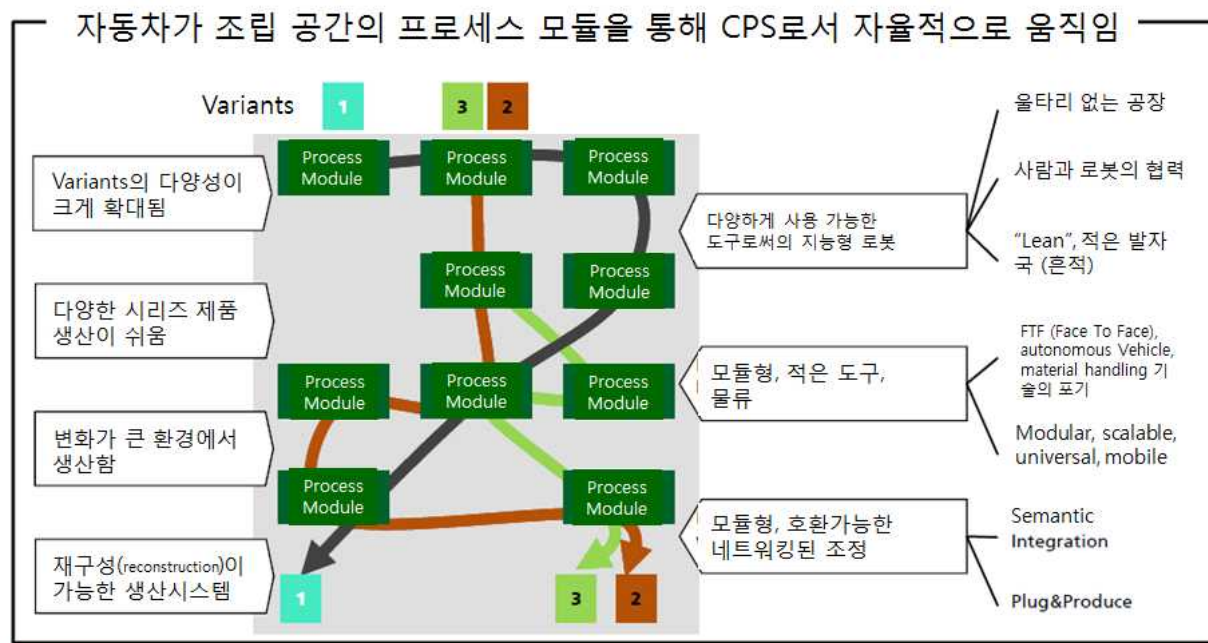 자동차가 조립 공간의 프로세스 모듈을 통해 CPS로서 자율적으로 움직임
Variants
1
3
2
Process
Module
Process
Module
Process
Module
Variants의 다양성이
크게 확대됨
다양하게 사용 가능한
도구로써의 지능형 로봇
울타리 없는 공장
사람과 로봇의 협력
“Lean”, 적은 발자
국 (흔적)
Process
Module
Process
Module
다양한 시리즈 제품
생산이 쉬움
Process
Module
Process
Module
Process
Module
모듈형, 적은 도구,
물류
FTF (Face To Face),
autonomous Vehicle,
material handling 기
술의 포기
Modular, scalable,
universal, mobile
변화가 큰 환경에서
생산함
Process
Module
Process
Module
모듈형, 호환가능한
네트워킹된 조정
Semantic
Integration
Plug&Produce
재구성(reconstruction)이
가능한 생산시스템
1
3
2